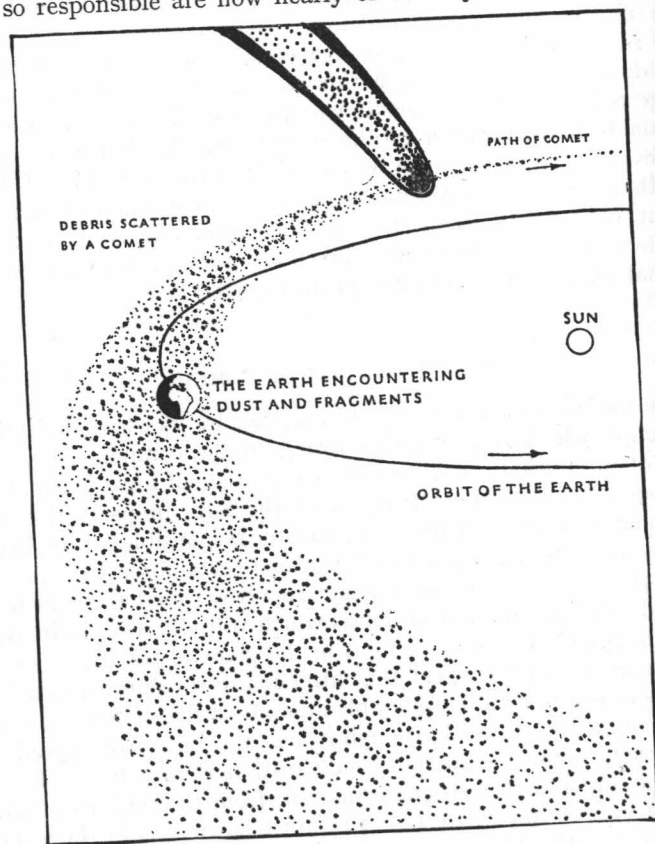 so responsible are now nearly
PATH OF COMET
DEBRIS SCATTERED
BY A COMET
SUN
THE EARTH ENCOUNTERING
DUST AND FRAGMENTS
ORBIT OF THE EARTH